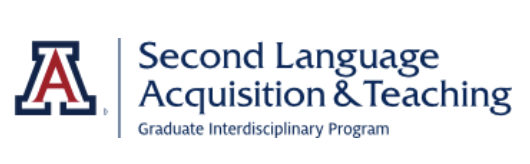 A
Second Language
Acquisition & Teaching
Graduate Interdisciplinary Program